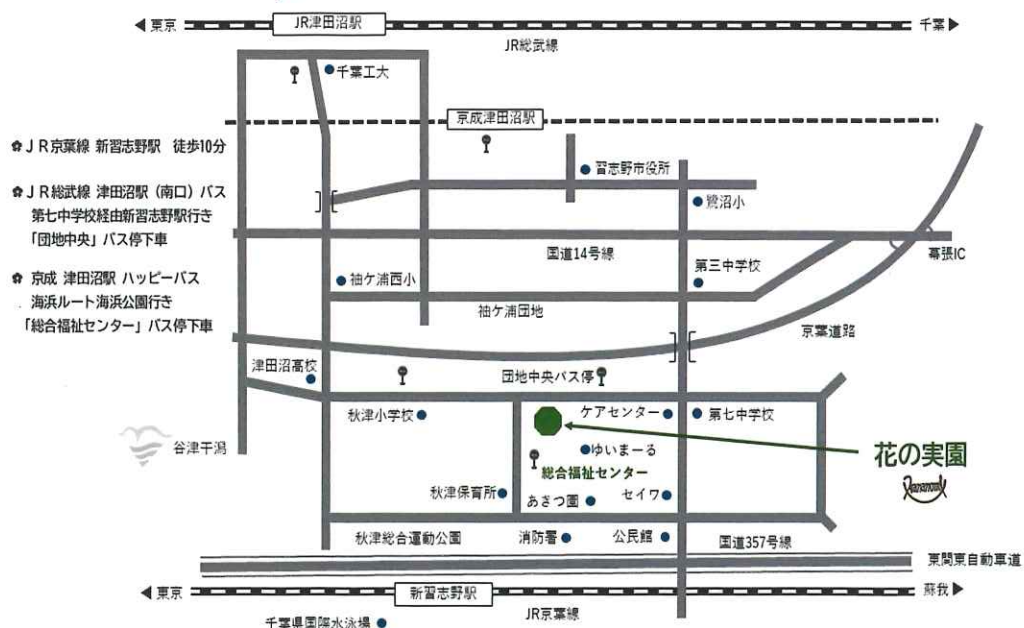 東京
JR津田沼駅
千葉
JR総武線
千葉工大
京成津田沼駅
✿JR京葉線 新習志野駅 徒歩10分
習志野市役所
✿JR総武線 津田沼駅(南口)バス
第七中学校経由新習志野駅行き
「団地中央」バス停下車
鷺沼小
国道14号線
幕張IC
第三中学校
✿ 京成 津田沼駅 ハッピーバス
海浜ルート海浜公園行き
「総合福祉センター」バス停下車
袖ケ浦西小
袖ケ浦団地
京葉道路
津田沼高校
団地中央バス停
秋津小学校
ケアセンター
第七中学校
谷津干潟
ゆいまーる
花の実園
総合福祉センター
秋津保育所
あきつ園
セイワ
秋津総合運動公園
消防署
公民館
国道357号線
東関東自動車道
東京
新習志野駅
蘇我
JR京葉線
千葉県国際水泳場